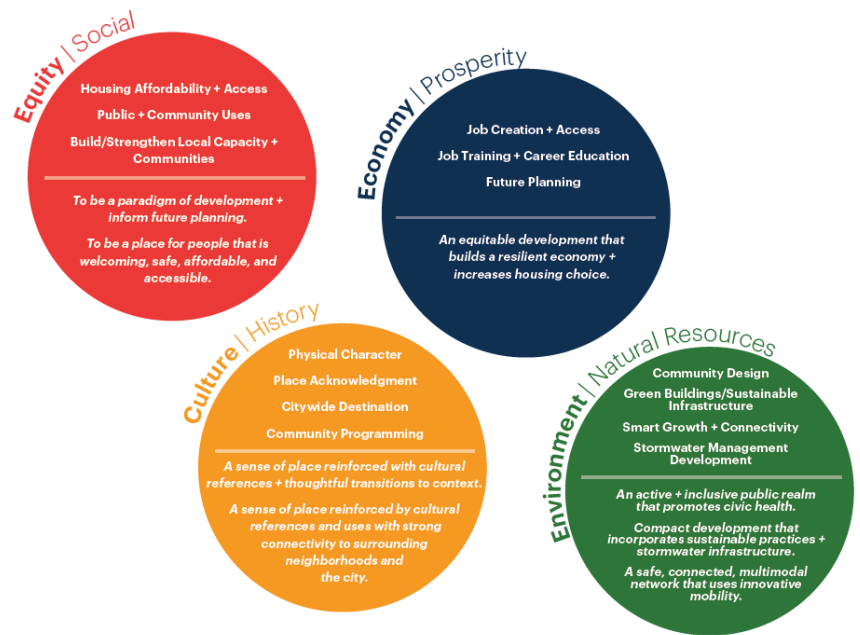 Equity | Social
Housing Affordability + Access
Public + Community Uses
Build/Strengthen Local Capacity +
Communities
To be a paradigm of development +
inform future planning.
To be a place for people that is
welcoming, safe, affordable, and
accessible.
Economy | Prosperity
Job Creation + Access
Job Training + Career Education
Future Planning
An equitable development that
builds a resilient economy +
increases housing choice.
Culture | History
Physical Character
Place Acknowledgment
Citywide Destination
Community Programming
A sense of place reinforced with cultural
references + thoughtful transitions to context.
A sense of place reinforced by cultural
references and uses with strong
connectivity to surrounding
neighborhoods and
the city.
Environment | Natural Resources
Community Design
Green Buildings/Sustainable
Infrastructure
Smart Growth + Connectivity
Stormwater Management
Development
An active + inclusive public realm
that promotes civic health.
Compact development that
incorporates sustainable practices +
stormwater infrastructure.
A safe, connected, multimodal
network that uses innovative
mobility.